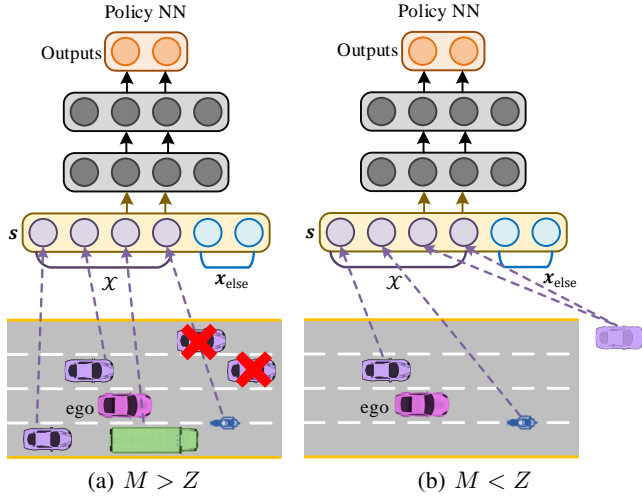 Policy NN
Outputs
s
𝒳
x_else
ego
(a) M > Z
Policy NN
Outputs
s
𝒳
x_else
ego
(b) M < Z